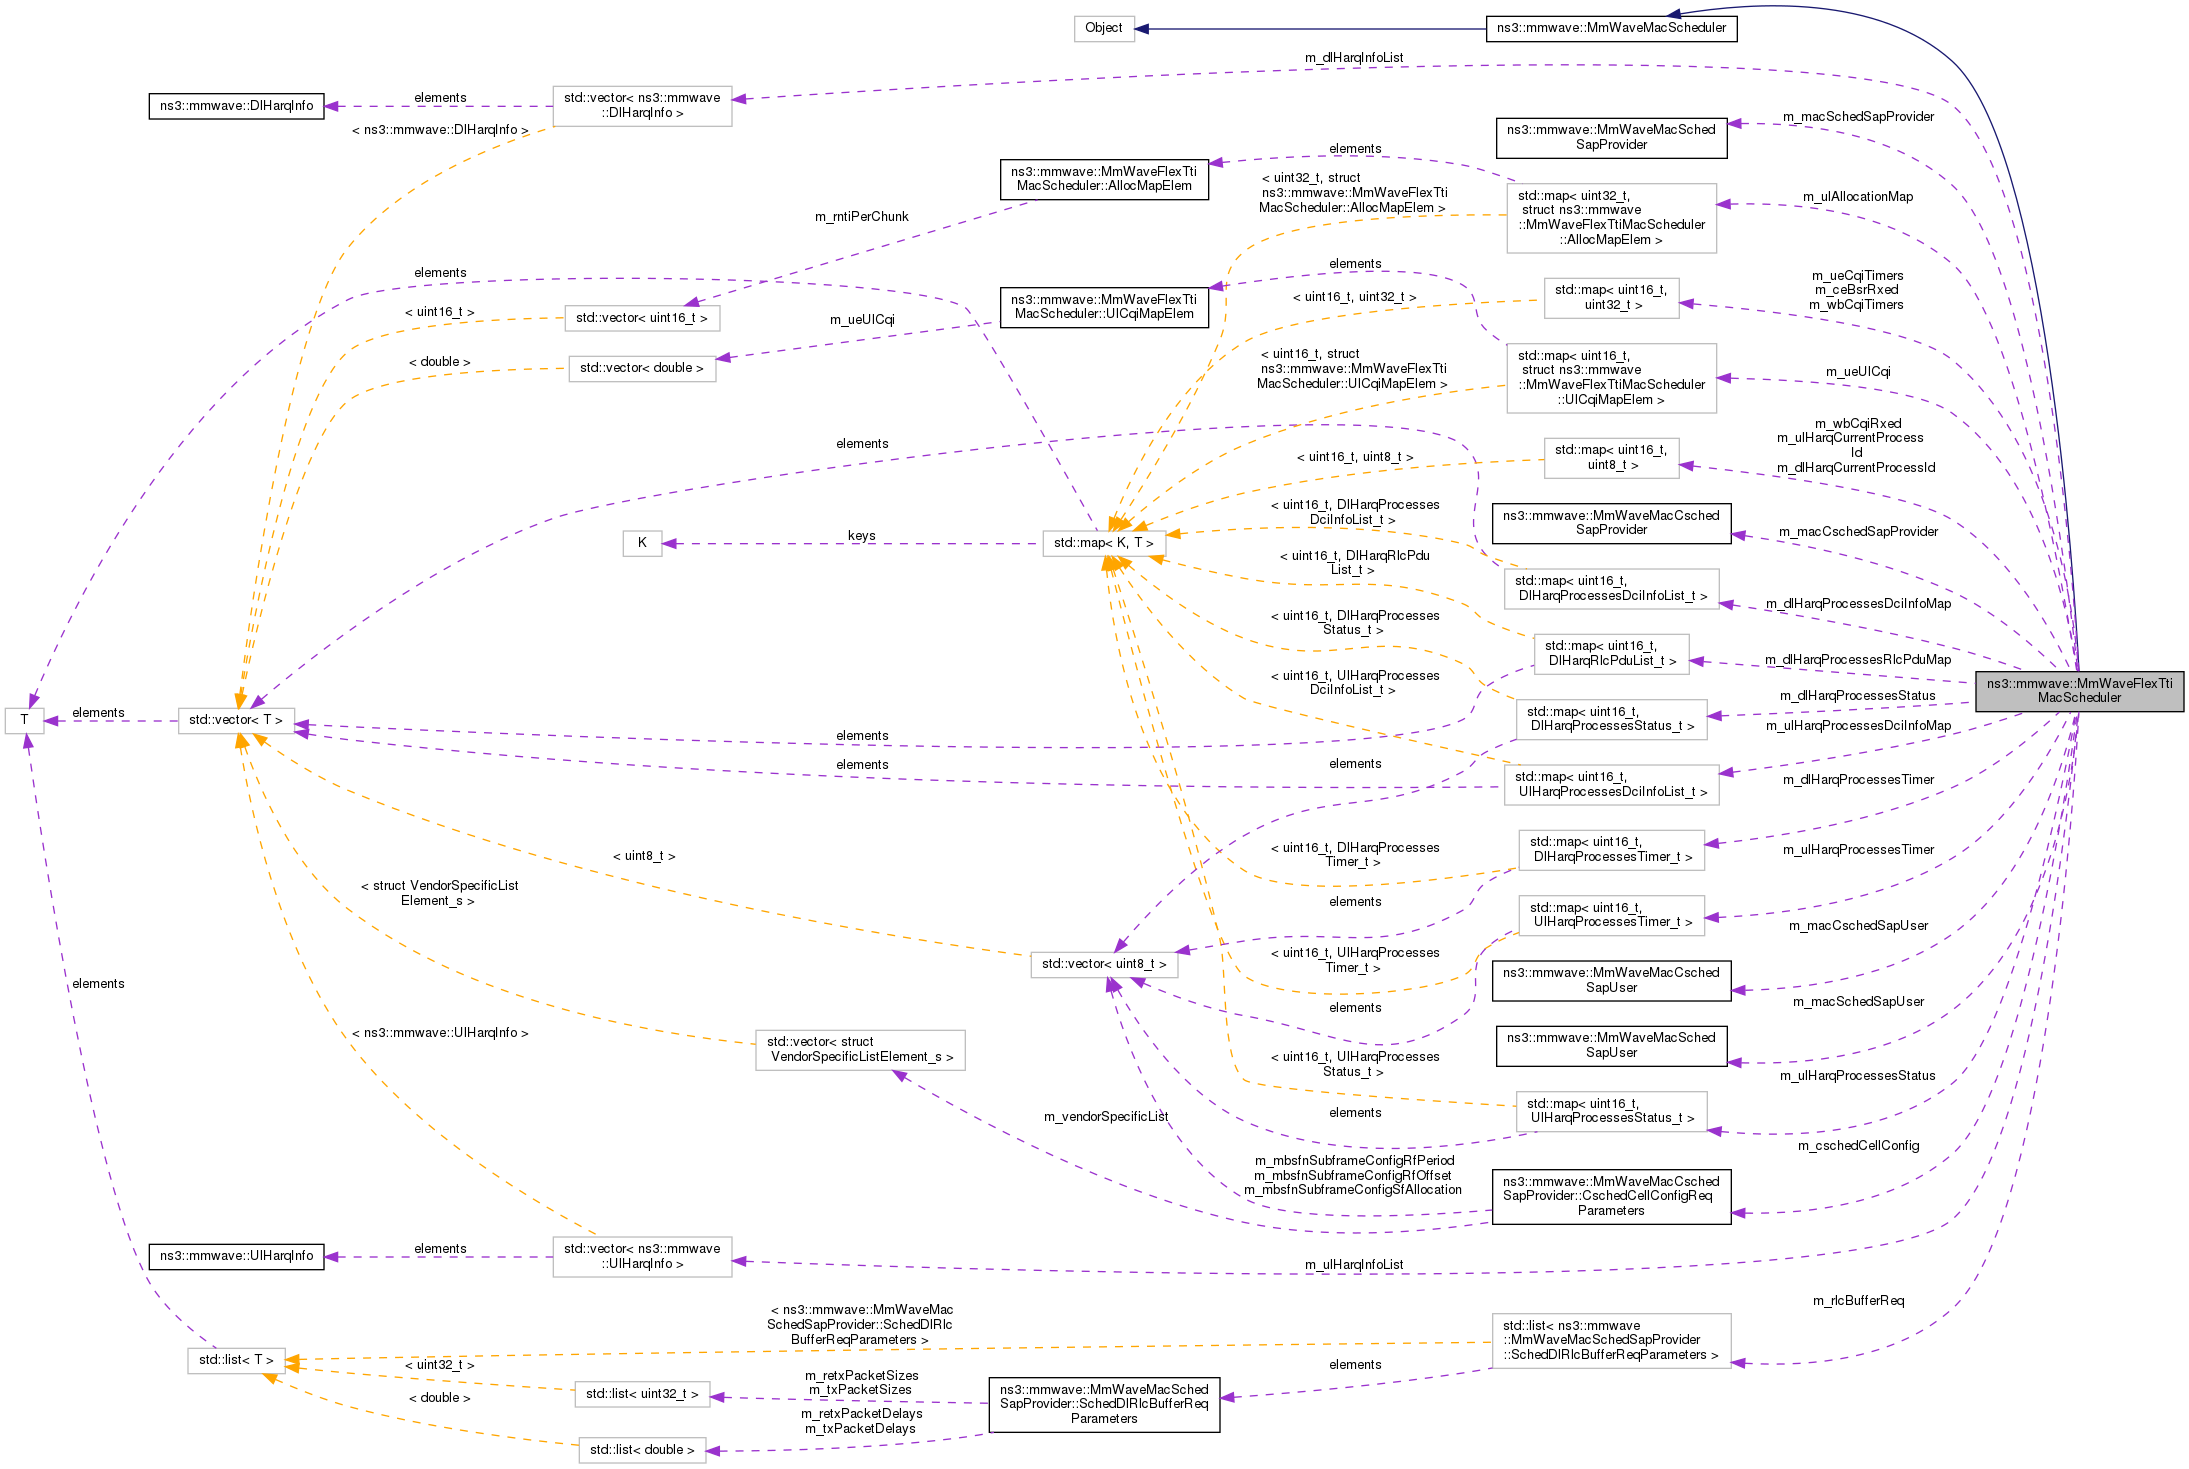 Object
ns3::mmwave::MmWaveMacScheduler
m_dlHarqInfoList
ns3::mmwave::DlHarqInfo
elements
std::vector< ns3::mmwave
::DlHarqInfo >
< ns3::mmwave::DlHarqInfo >
ns3::mmwave::MmWaveMacSched
SapProvider
m_macSchedSapProvider
elements
ns3::mmwave::MmWaveFlexTti
MacScheduler::AllocMapElem
< uint32_t, struct
ns3::mmwave::MmWaveFlexTti
MacScheduler::AllocMapElem >
std::map< uint32_t,
struct ns3::mmwave
::MmWaveFlexTtiMacScheduler
::AllocMapElem >
m_ulAllocationMap
m_rntiPerChunk
elements
elements
std::vector< uint16_t >
< uint16_t >
ns3::mmwave::MmWaveFlexTti
MacScheduler::UlCqiMapElem
< uint16_t, uint32_t >
std::map< uint16_t,
uint32_t >
m_ueCqiTimers
m_ceBsrRxed
m_wbCqiTimers
m_ueUlCqi
std::vector< double >
< double >
< uint16_t, struct
ns3::mmwave::MmWaveFlexTti
MacScheduler::UlCqiMapElem >
std::map< uint16_t,
struct ns3::mmwave
::MmWaveFlexTtiMacScheduler
::UlCqiMapElem >
m_ueUlCqi
elements
< uint16_t, uint8_t >
std::map< uint16_t,
uint8_t >
m_wbCqiRxed
m_ulHarqCurrentProcess
Id
m_dlHarqCurrentProcessId
< uint16_t, DlHarqProcesses
DciInfoList_t >
ns3::mmwave::MmWaveMacCsched
SapProvider
m_macCschedSapProvider
K
keys
std::map< K, T >
< uint16_t, DlHarqRlcPdu
List_t >
std::map< uint16_t,
DlHarqProcessesDciInfoList_t >
m_dlHarqProcessesDciInfoMap
< uint16_t, DlHarqProcesses
Status_t >
std::map< uint16_t,
DlHarqRlcPduList_t >
m_dlHarqProcessesRlcPduMap
ns3::mmwave::MmWaveFlexTti
MacScheduler
< uint16_t, UlHarqProcesses
DciInfoList_t >
std::map< uint16_t,
DlHarqProcessesStatus_t >
m_dlHarqProcessesStatus
m_ulHarqProcessesDciInfoMap
T
elements
std::vector< T >
elements
elements
elements
std::map< uint16_t,
UlHarqProcessesDciInfoList_t >
m_dlHarqProcessesTimer
< uint8_t >
< uint16_t, DlHarqProcesses
Timer_t >
std::map< uint16_t,
DlHarqProcessesTimer_t >
m_ulHarqProcessesTimer
< struct VendorSpecificList
Element_s >
elements
std::map< uint16_t,
UlHarqProcessesTimer_t >
m_macCschedSapUser
std::vector< uint8_t >
< uint16_t, UlHarqProcesses
Timer_t >
ns3::mmwave::MmWaveMacCsched
SapUser
elements
elements
m_macSchedSapUser
< ns3::mmwave::UlHarqInfo >
std::vector< struct
VendorSpecificListElement_s >
ns3::mmwave::MmWaveMacSched
SapUser
< uint16_t, UlHarqProcesses
Status_t >
m_ulHarqProcessesStatus
m_vendorSpecificList
elements
std::map< uint16_t,
UlHarqProcessesStatus_t >
m_cschedCellConfig
m_mbsfnSubframeConfigRfPeriod
m_mbsfnSubframeConfigRfOffset
m_mbsfnSubframeConfigSfAllocation
ns3::mmwave::MmWaveMacCsched
SapProvider::CschedCellConfigReq
Parameters
ns3::mmwave::UlHarqInfo
elements
std::vector< ns3::mmwave
::UlHarqInfo >
m_ulHarqInfoList
m_rlcBufferReq
< ns3::mmwave::MmWaveMac
SchedSapProvider::SchedDlRlc
BufferReqParameters >
std::list< ns3::mmwave
::MmWaveMacSchedSapProvider
::SchedDlRlcBufferReqParameters >
std::list< T >
< uint32_t >
std::list< uint32_t >
m_retxPacketSizes
m_txPacketSizes
elements
ns3::mmwave::MmWaveMacSched
SapProvider::SchedDlRlcBufferReq
Parameters
< double >
m_retxPacketDelays
m_txPacketDelays
std::list< double >